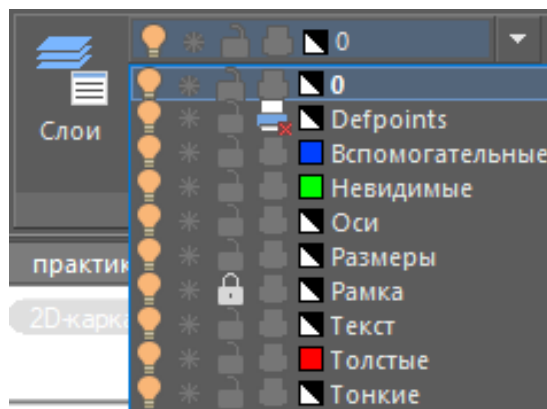 0
0
Слои
Defpoints
Вспомогательные
Невидимые
Оси
Размеры
практик
Рамка
2D-карка
Текст
Толстые
Тонкие